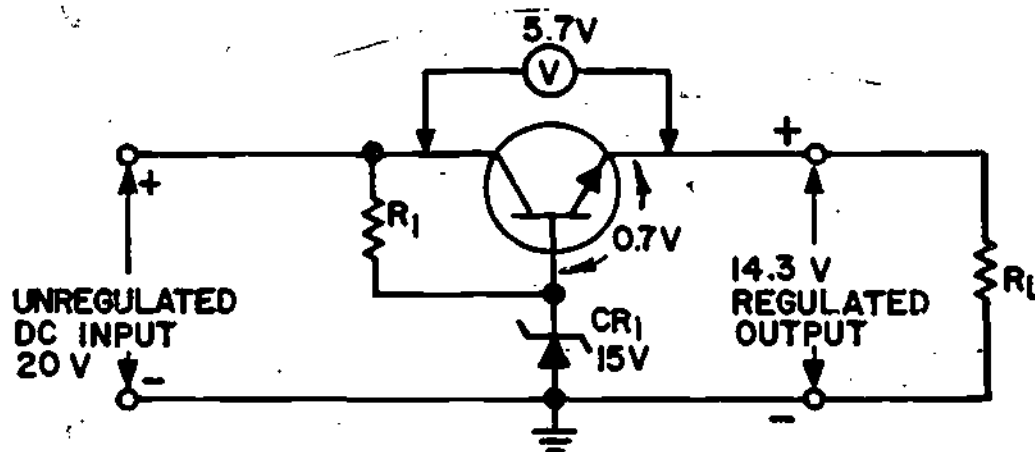 5.7V
V
+
+
R1
0.7V
UNREGULATED
DC INPUT
20 V
-
CR1
15V
14.3 V
REGULATED
OUTPUT
-
RL